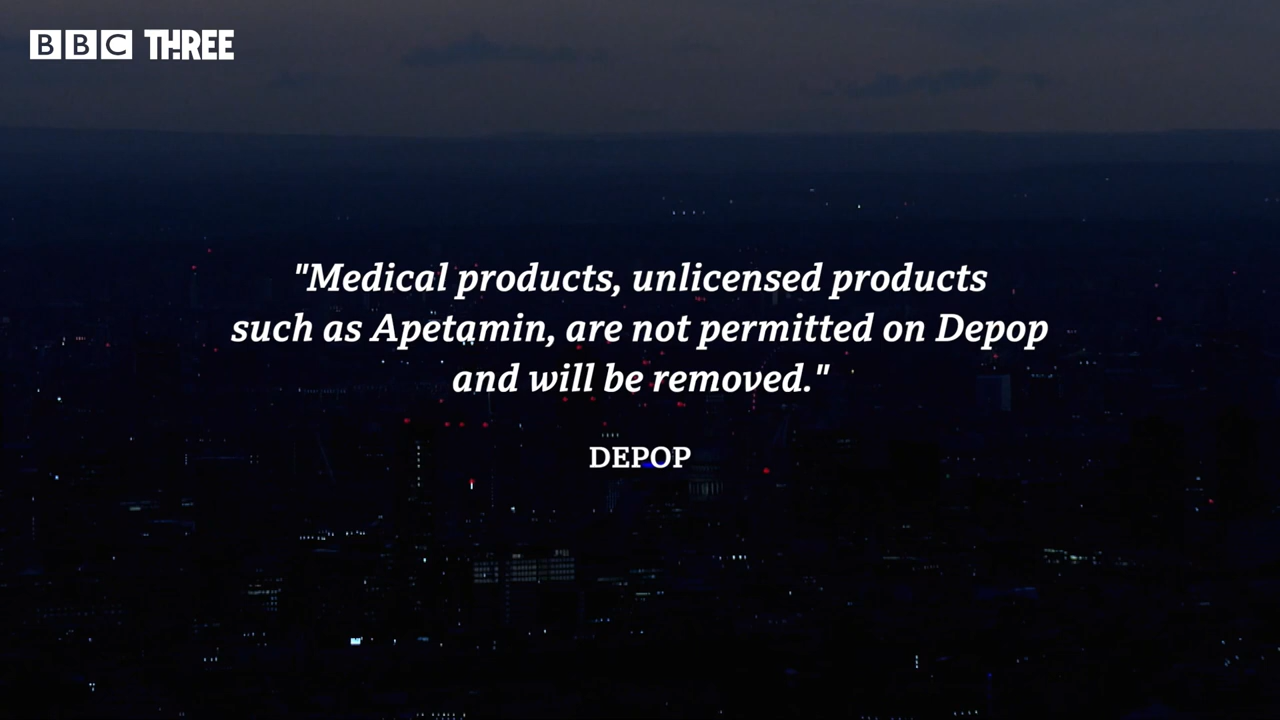 BBC THREE
"Medical products, unlicensed products
such as Apetamin, are not permitted on Depop
and will be removed."
DEPOP